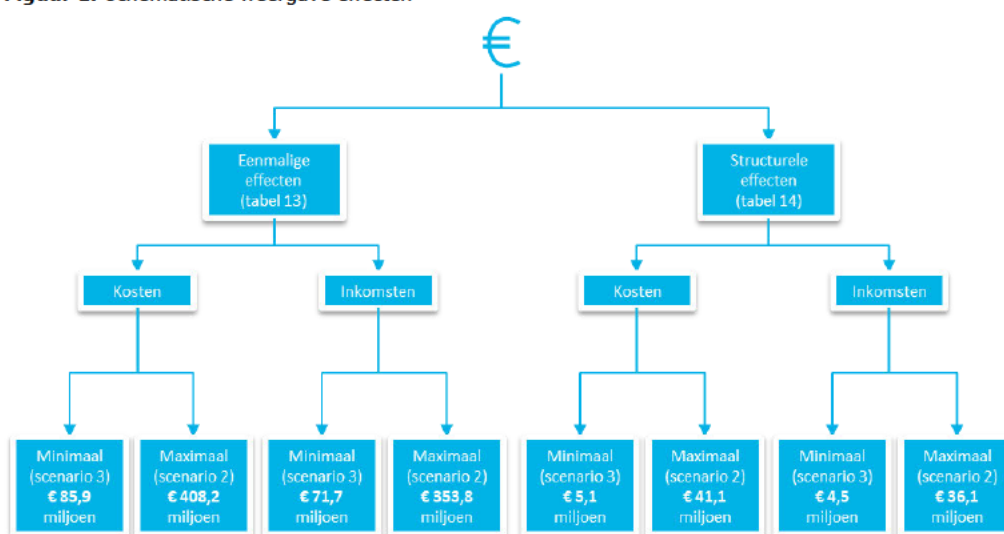 €
Eenmalige
effecten
(tabel 13)
Structurele
effecten
(tabel 14)
Kosten
Inkomsten
Kosten
Inkomsten
Minimaal
(scenario 3)
€ 85,9
miljoen
Maximaal
(scenario 2)
€ 408,2
miljoen
Minimaal
(scenario 3)
€ 71,7
miljoen
Maximaal
(scenario 2)
€ 353,8
miljoen
Minimaal
(scenario 3)
€ 5,1
miljoen
Maximaal
(scenario 2)
€ 41,1
miljoen
Minimaal
(scenario 3)
€ 4,5
miljoen
Maximaal
(scenario 2)
€ 36,1
miljoen